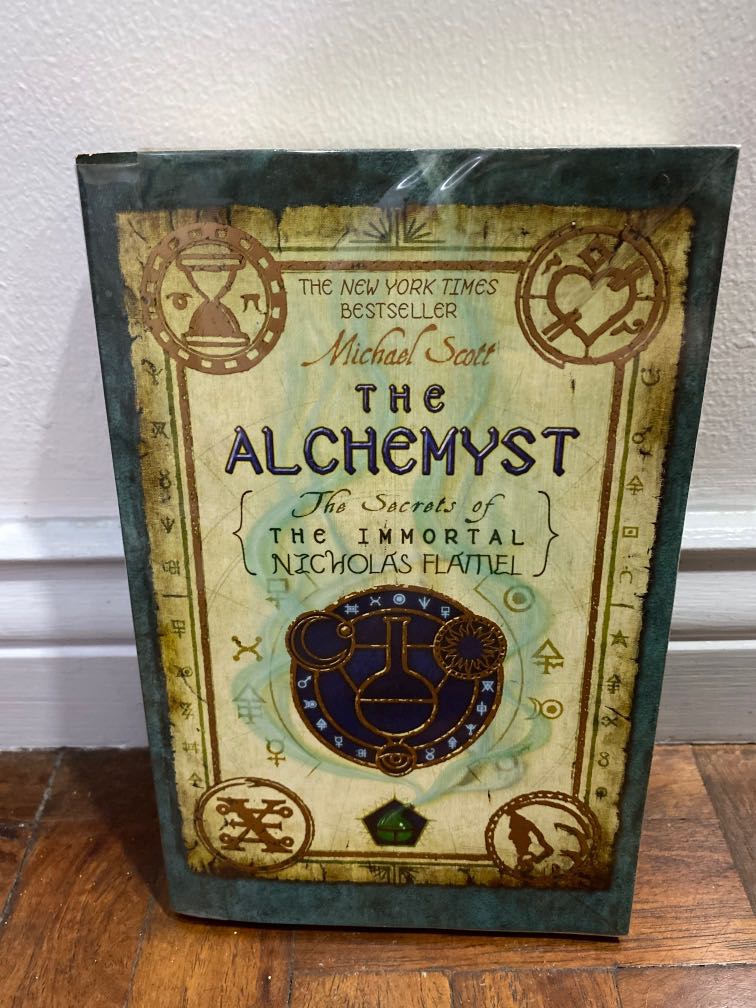 THE NEW YORK TIMES
BESTSELLER
Michael Scott
THE
ALCHEMYST
{ The Secrets of
THE IMMORTAL
NICHOLAS FLAMEL }